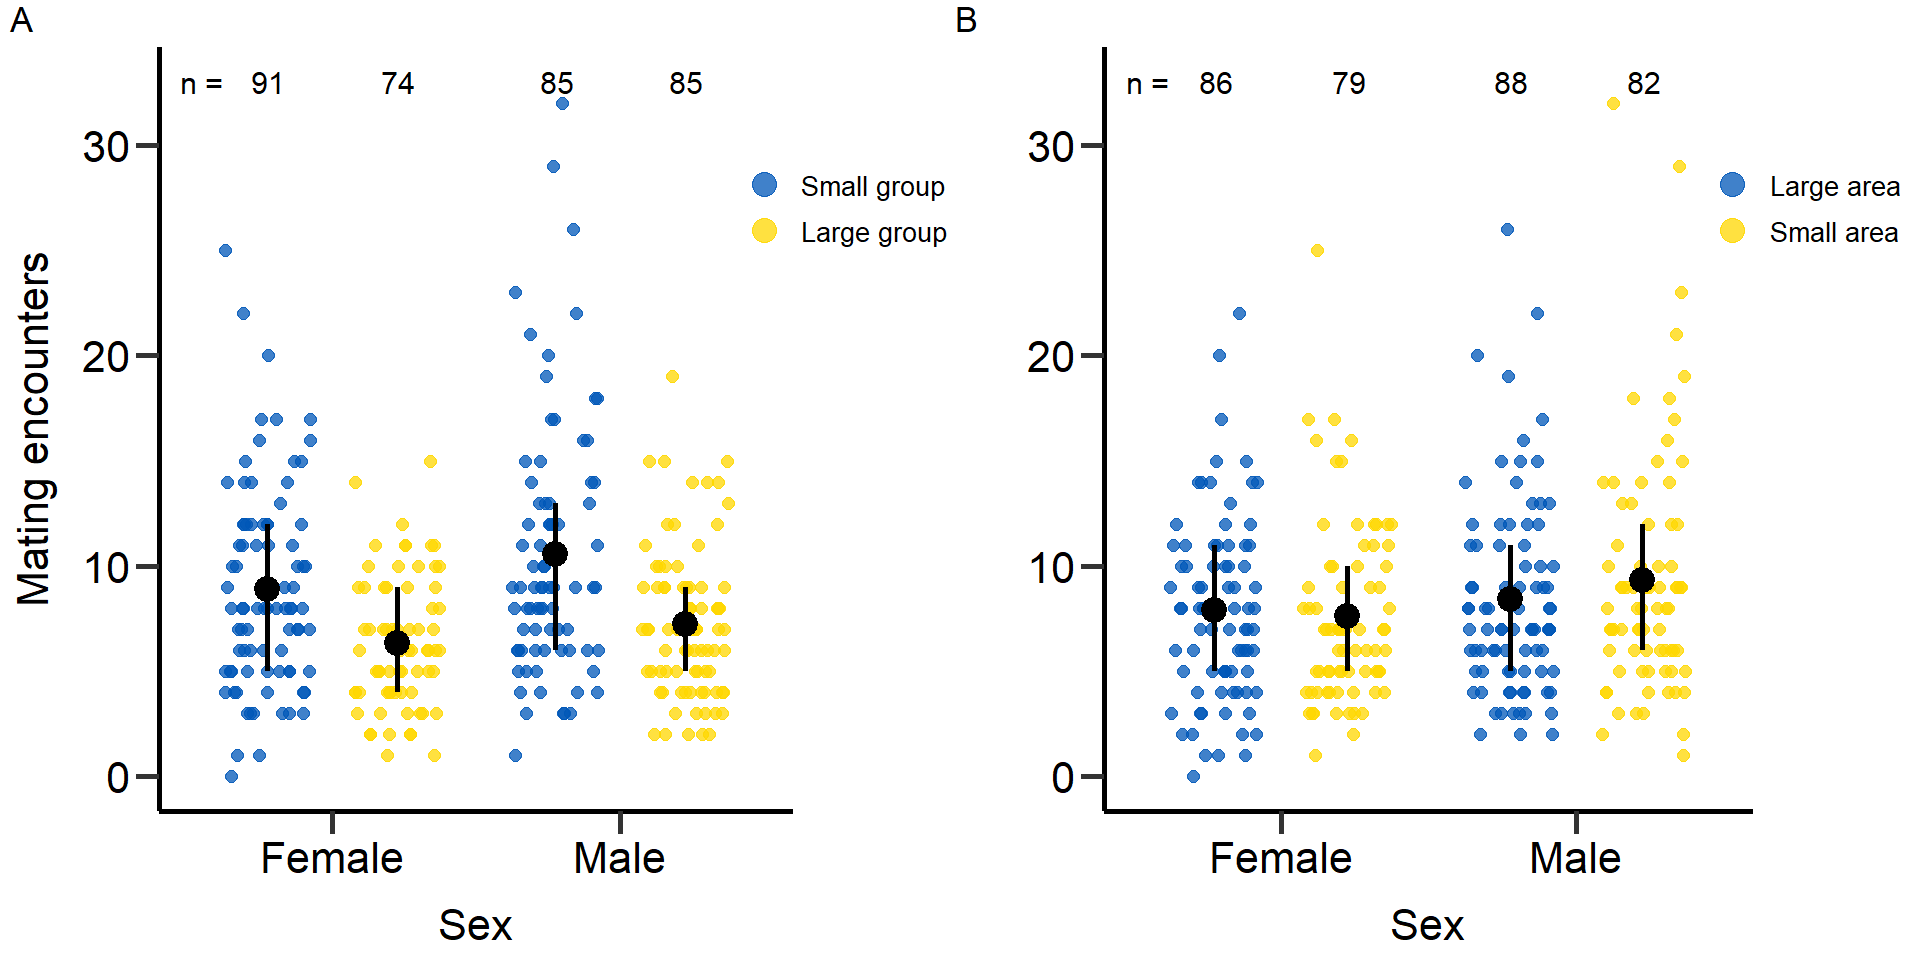 A
n = 91 74 85 85
30
20
10
0
Mating encounters
Small group
Large group
Female Male
Sex
B
n = 86 79 88 82
30
20
10
0
Large area
Small area
Female Male
Sex